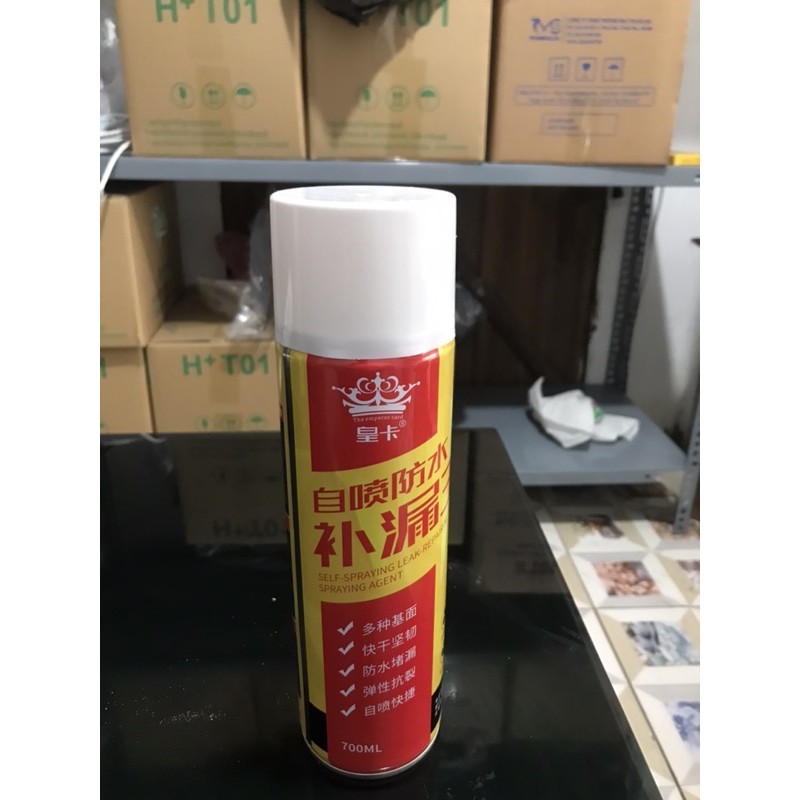 H+ T01
H+ T01
H+ T01
The emperor card
皇卡®
自喷防水
补漏
SELF-SPRAYING LEAK-REPAIR
SPRAYING AGENT
多种基面
快干坚韧
防水堵漏
弹性抗裂
自喷快捷
700ML